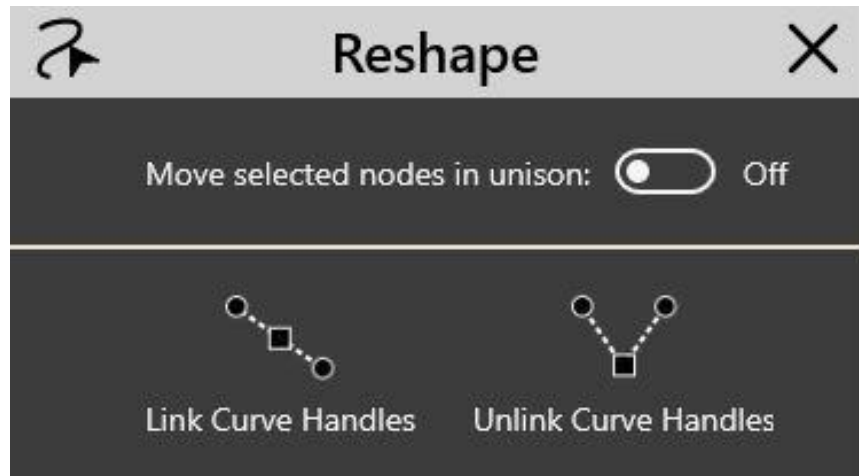 Reshape
Move selected nodes in unison: Off
Link Curve Handles Unlink Curve Handles